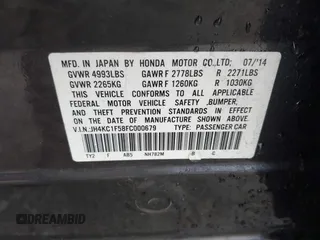 MFD. IN JAPAN BY HONDA MOTOR CO.,LTD. 07/'14
GVWR 4993LBS GAWR F 2778LBS R 2271LBS
GVWR 2265KG GAWR F 1260KG R 1030KG
THIS VEHICLE CONFORMS TO ALL APPLICABLE
FEDERAL MOTOR VEHICLE SAFETY ,BUMPER,
AND THEFT PREVENTION STANDARDS IN EFFECT
ON THE DATE OF MANUFACTURE SHOWN ABOVE.
V.I.N.:JH4KC1F58FC000679 TYPE: PASSENGER CAR
TY2 F AB5 NH782M B C
DREAMBID